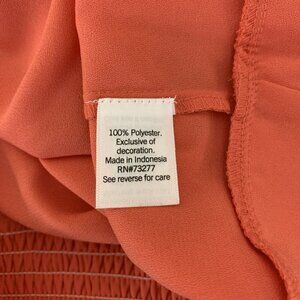 100% Polyester.
Exclusive of
decoration.
Made in Indonesia
RN#73277
See reverse for care